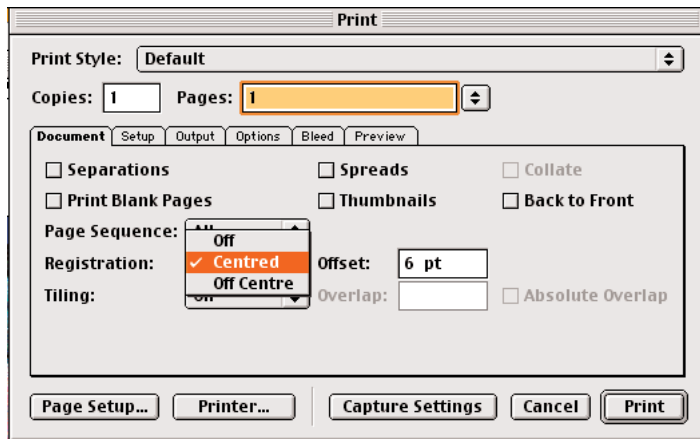 Print
Print Style: Default
Copies: 1 Pages: 1
Document Setup Output Options Bleed Preview
Separations Spreads Collate
Print Blank Pages Thumbnails Back to Front
Page Sequence:
Off
Registration: ✓ Centred Offset: 6 pt
Off Centre
Tiling: Overlap: Absolute Overlap
Page Setup... Printer... Capture Settings Cancel Print